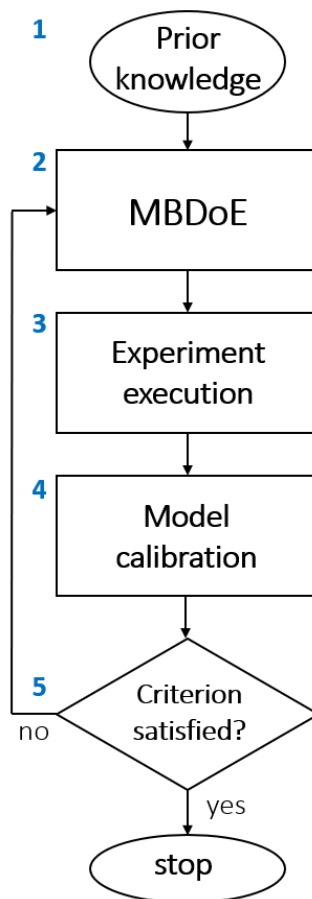 1
Prior
knowledge
2
MBDoE
3
Experiment
execution
4
Model
calibration
5
Criterion
satisfied?
no
yes
stop